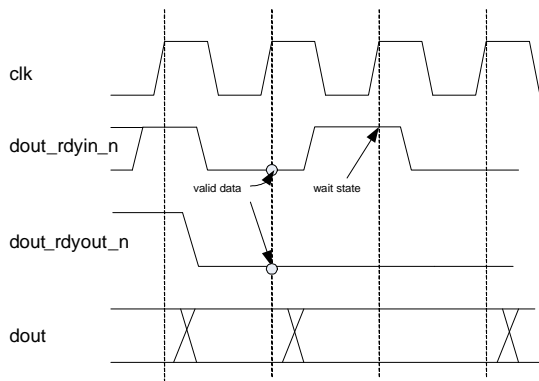 clk
dout_rdyin_n
valid data
wait state
dout_rdyout_n
dout